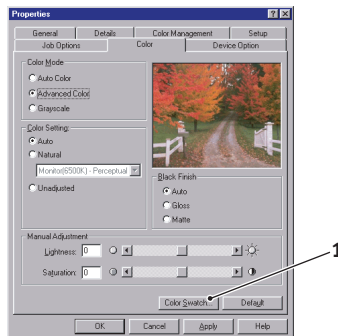 Properties
General Details Color Management Setup
Job Options Color Device Option
Color Mode
Auto Color
Advanced Color
Grayscale
Color Setting:
Auto
Natural
Monitor(6500K) - Perceptual
Unadjusted
Black Finish
Auto
Gloss
Matte
Manual Adjustment
Lightness: 0
Saturation: 0
1
Color Swatch... Default
OK Cancel Apply Help